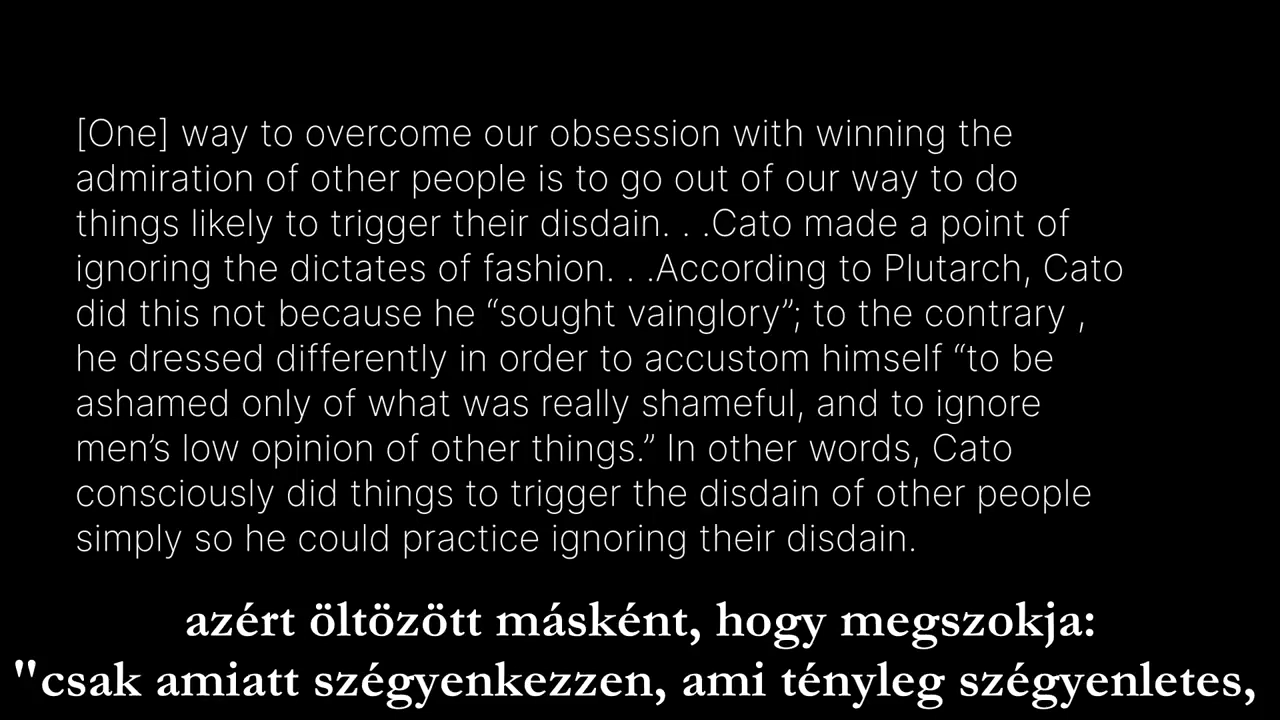 [One] way to overcome our obsession with winning the
admiration of other people is to go out of our way to do
things likely to trigger their disdain. . .Cato made a point of
ignoring the dictates of fashion. . .According to Plutarch, Cato
did this not because he “sought vainglory”; to the contrary ,
he dressed differently in order to accustom himself “to be
ashamed only of what was really shameful, and to ignore
men’s low opinion of other things.” In other words, Cato
consciously did things to trigger the disdain of other people
simply so he could practice ignoring their disdain.
azért öltözött másként, hogy megszokja:
"csak amiatt szégyenkezzen, ami tényleg szégyenletes,